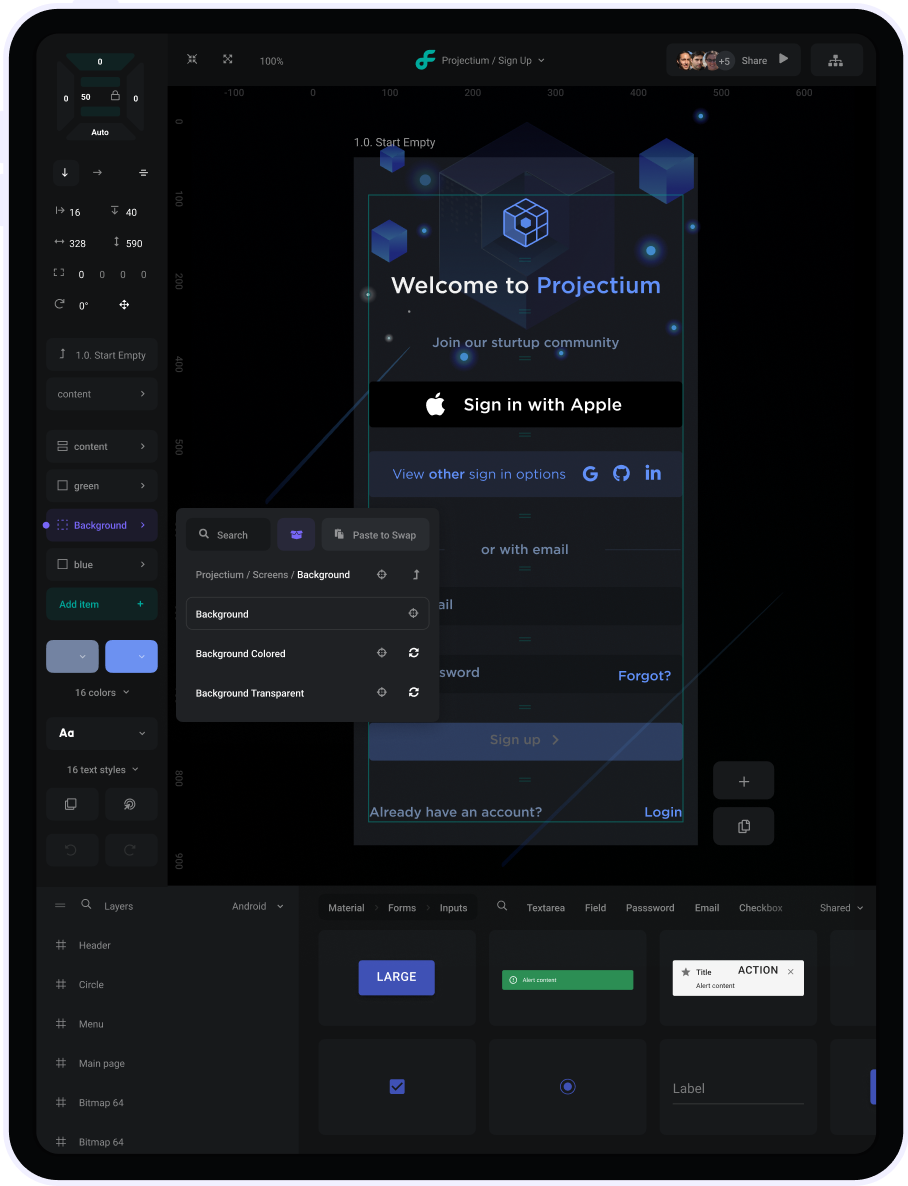 0
0 50 0
Auto
100%
Projectium / Sign Up
+5 Share
-100 0 100 200 300 400 500 600
0
100
200
300
400
500
800
900
16 40
328 590
0 0 0 0
0°
1.0. Start Empty
content
content
green
Background
blue
Add item +
16 colors
Aa
16 text styles
1.0. Start Empty
Welcome to Projectium
Join our sturtup community
Sign in with Apple
View other sign in options G in
or with email
ail
sword
Forgot?
Sign up
Already have an account? Login
Search
Paste to Swap
Projectium / Screens / Background
Background
Background Colored
Background Transparent
Layers
Android
Header
Circle
Menu
Main page
Bitmap 64
Bitmap 64
Material Forms Inputs
Textarea Field Passsword Email Checkbox
Shared
LARGE
Alert content
Title ACTION
Alert content
Label